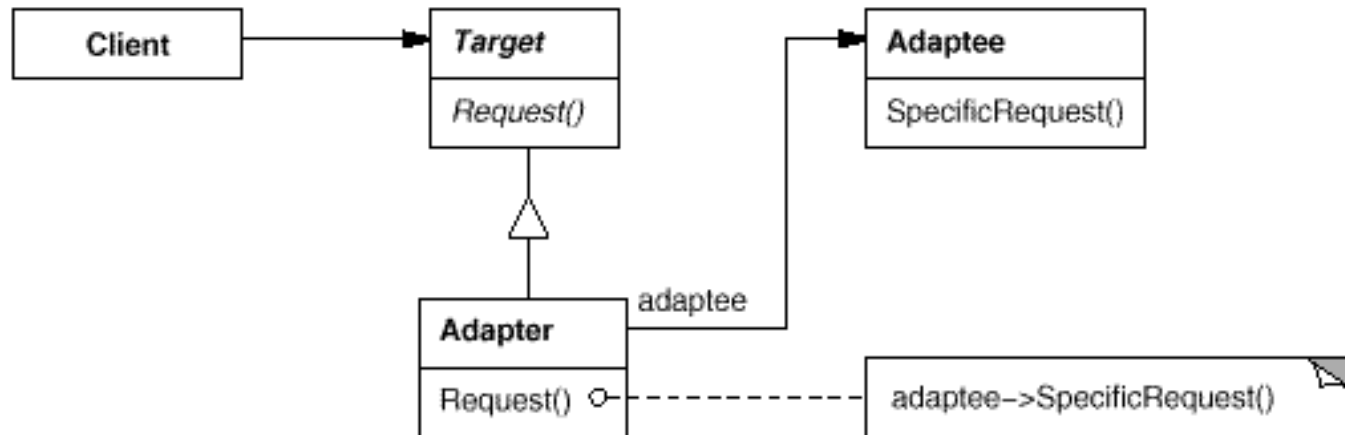 Client
Target
Request()
Adaptee
SpecificRequest()
adaptee
Adapter
Request()
adaptee->SpecificRequest()